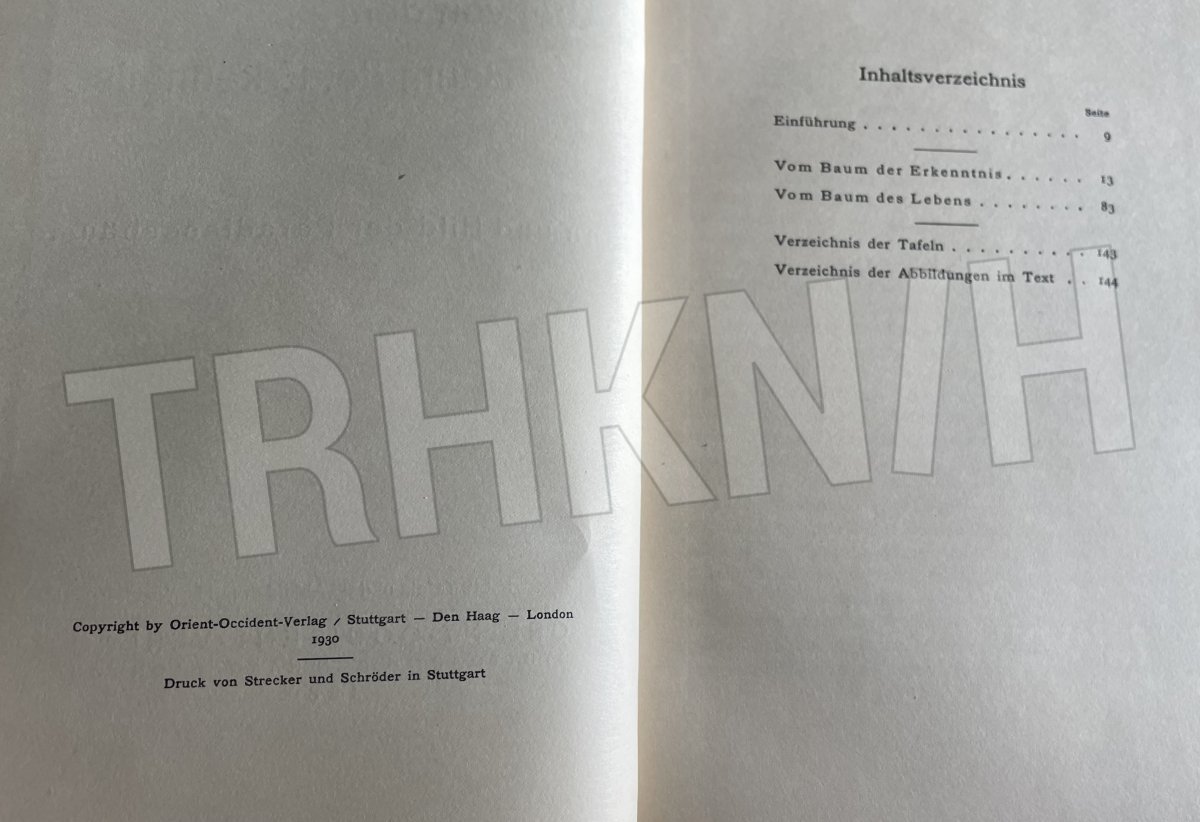 Copyright by Orient-Occident-Verlag / Stuttgart — Den Haag — London
1930
Druck von Strecker und Schröder in Stuttgart
Inhaltsverzeichnis
Seite
Einführung . . . . . . . . . . . . . . . . 9
Vom Baum der Erkenntnis . . . . . . 13
Vom Baum des Lebens . . . . . . . . 83
Verzeichnis der Tafeln . . . . . . . . . . 143
Verzeichnis der Abbildungen im Text . . 144
TRHKN/H